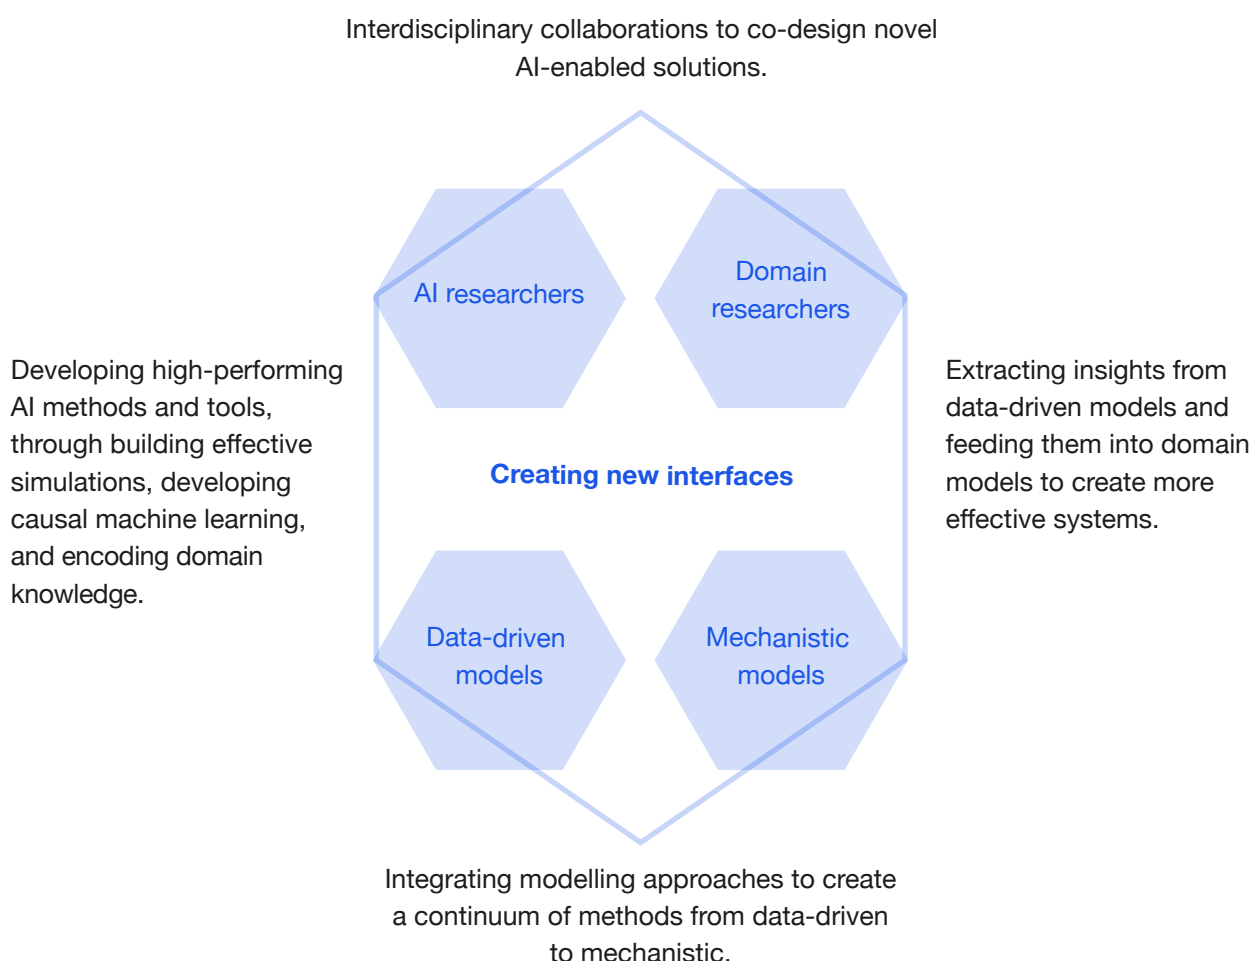 Interdisciplinary collaborations to co-design novel
AI-enabled solutions.
AI researchers
Domain
researchers
Developing high-performing
AI methods and tools,
through building effective
simulations, developing
causal machine learning,
and encoding domain
knowledge.
Creating new interfaces
Extracting insights from
data-driven models and
feeding them into domain
models to create more
effective systems.
Data-driven
models
Mechanistic
models
Integrating modelling approaches to create
a continuum of methods from data-driven
to mechanistic.